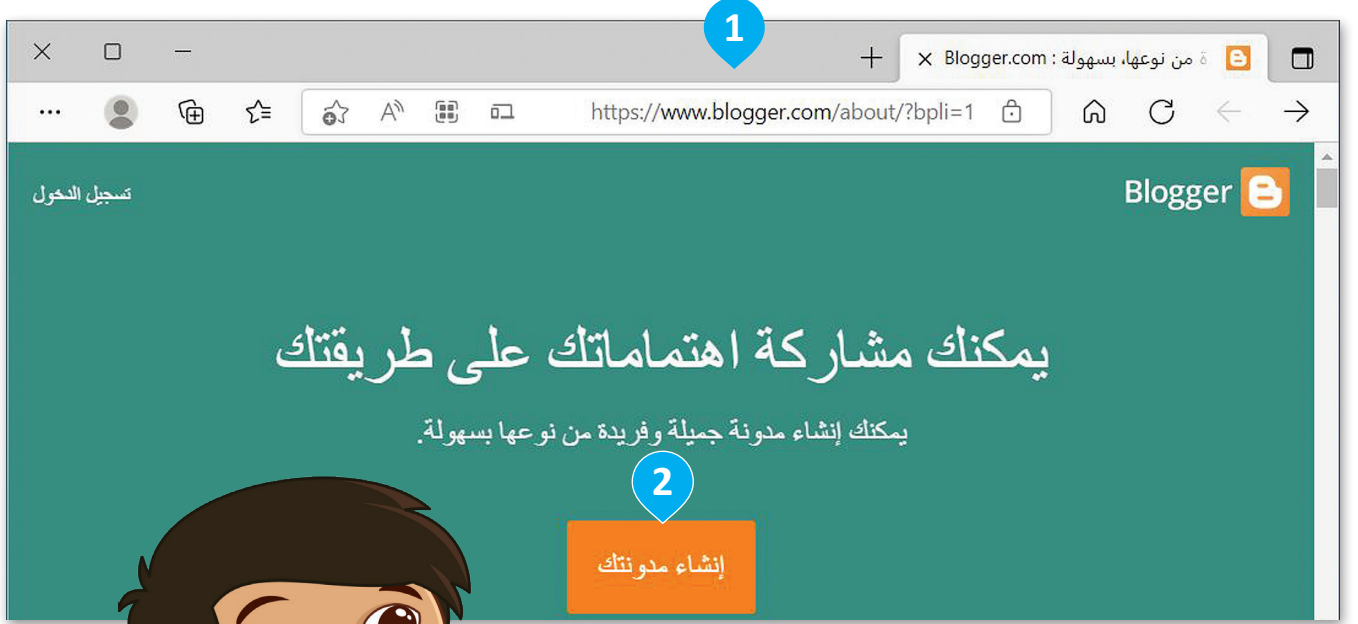 1
ة من نوعها، بسهولة : Blogger.com
https://www.blogger.com/about/?bpli=1
Blogger
تسجيل الدخول
يمكنك مشاركة اهتماماتك على طريقتك
يمكنك إنشاء مدونة جميلة وفريدة من نوعها بسهولة.
2
إنشاء مدونتك